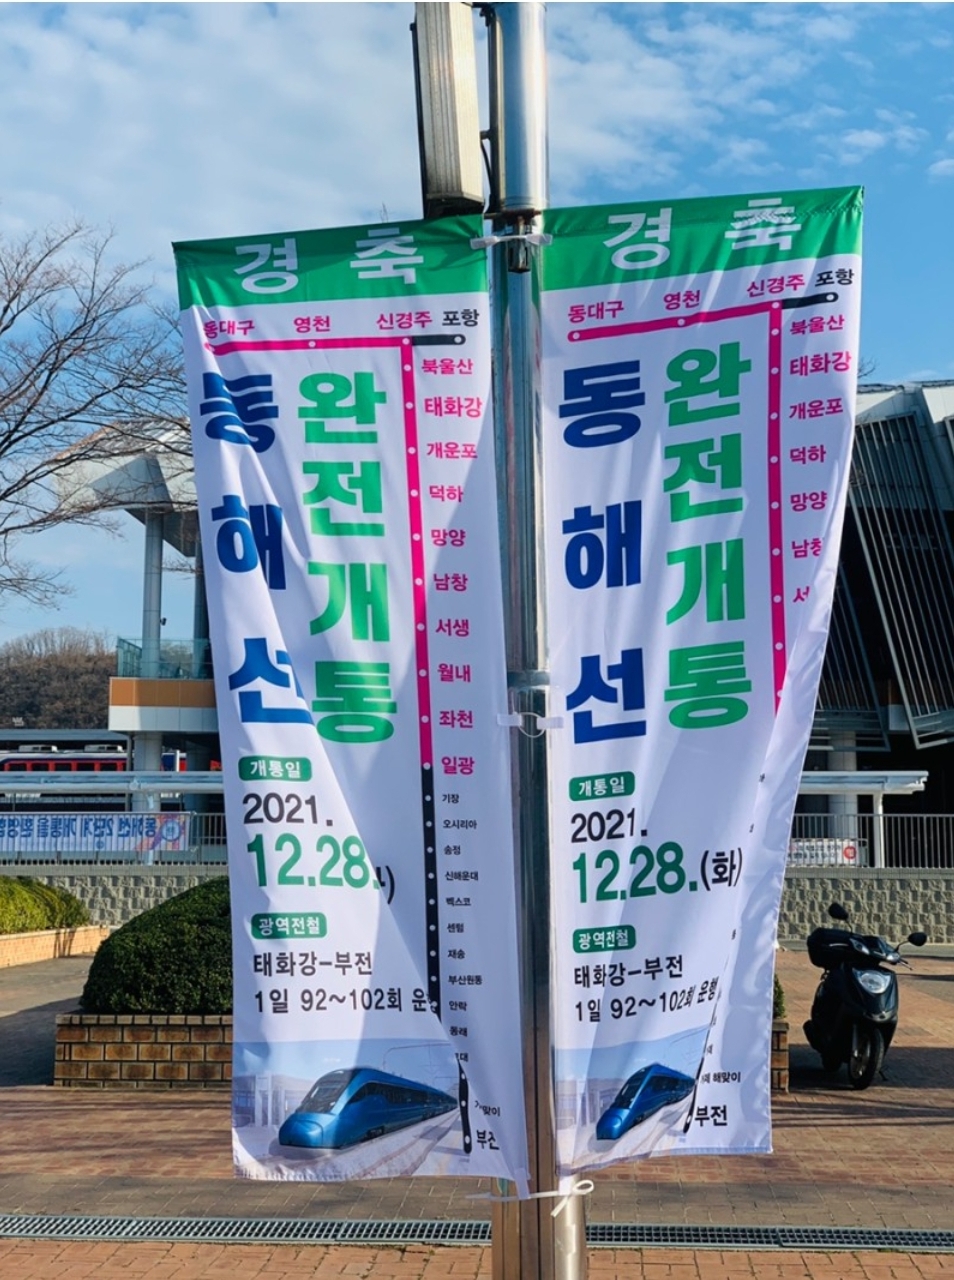 경축
동대구 영천 신경주 포항
북울산
태화강
개운포
덕하
망양
남창
서생
월내
좌천
일광
기장
오시리아
송정
신해운대
벡스코
센텀
재송
부산원동
안락
동래
부전
동해선
완전개통
개통일
2021.
12.28.
광역전철
태화강-부전
1일 92~102회
경축
동대구 영천 신경주 포항
북울산
태화강
개운포
덕하
망양
남창
동해선
완전개통
개통일
2021.
12.28.(화)
광역전철
태화강-부전
1일 92~102회 운행
해맞이
부전